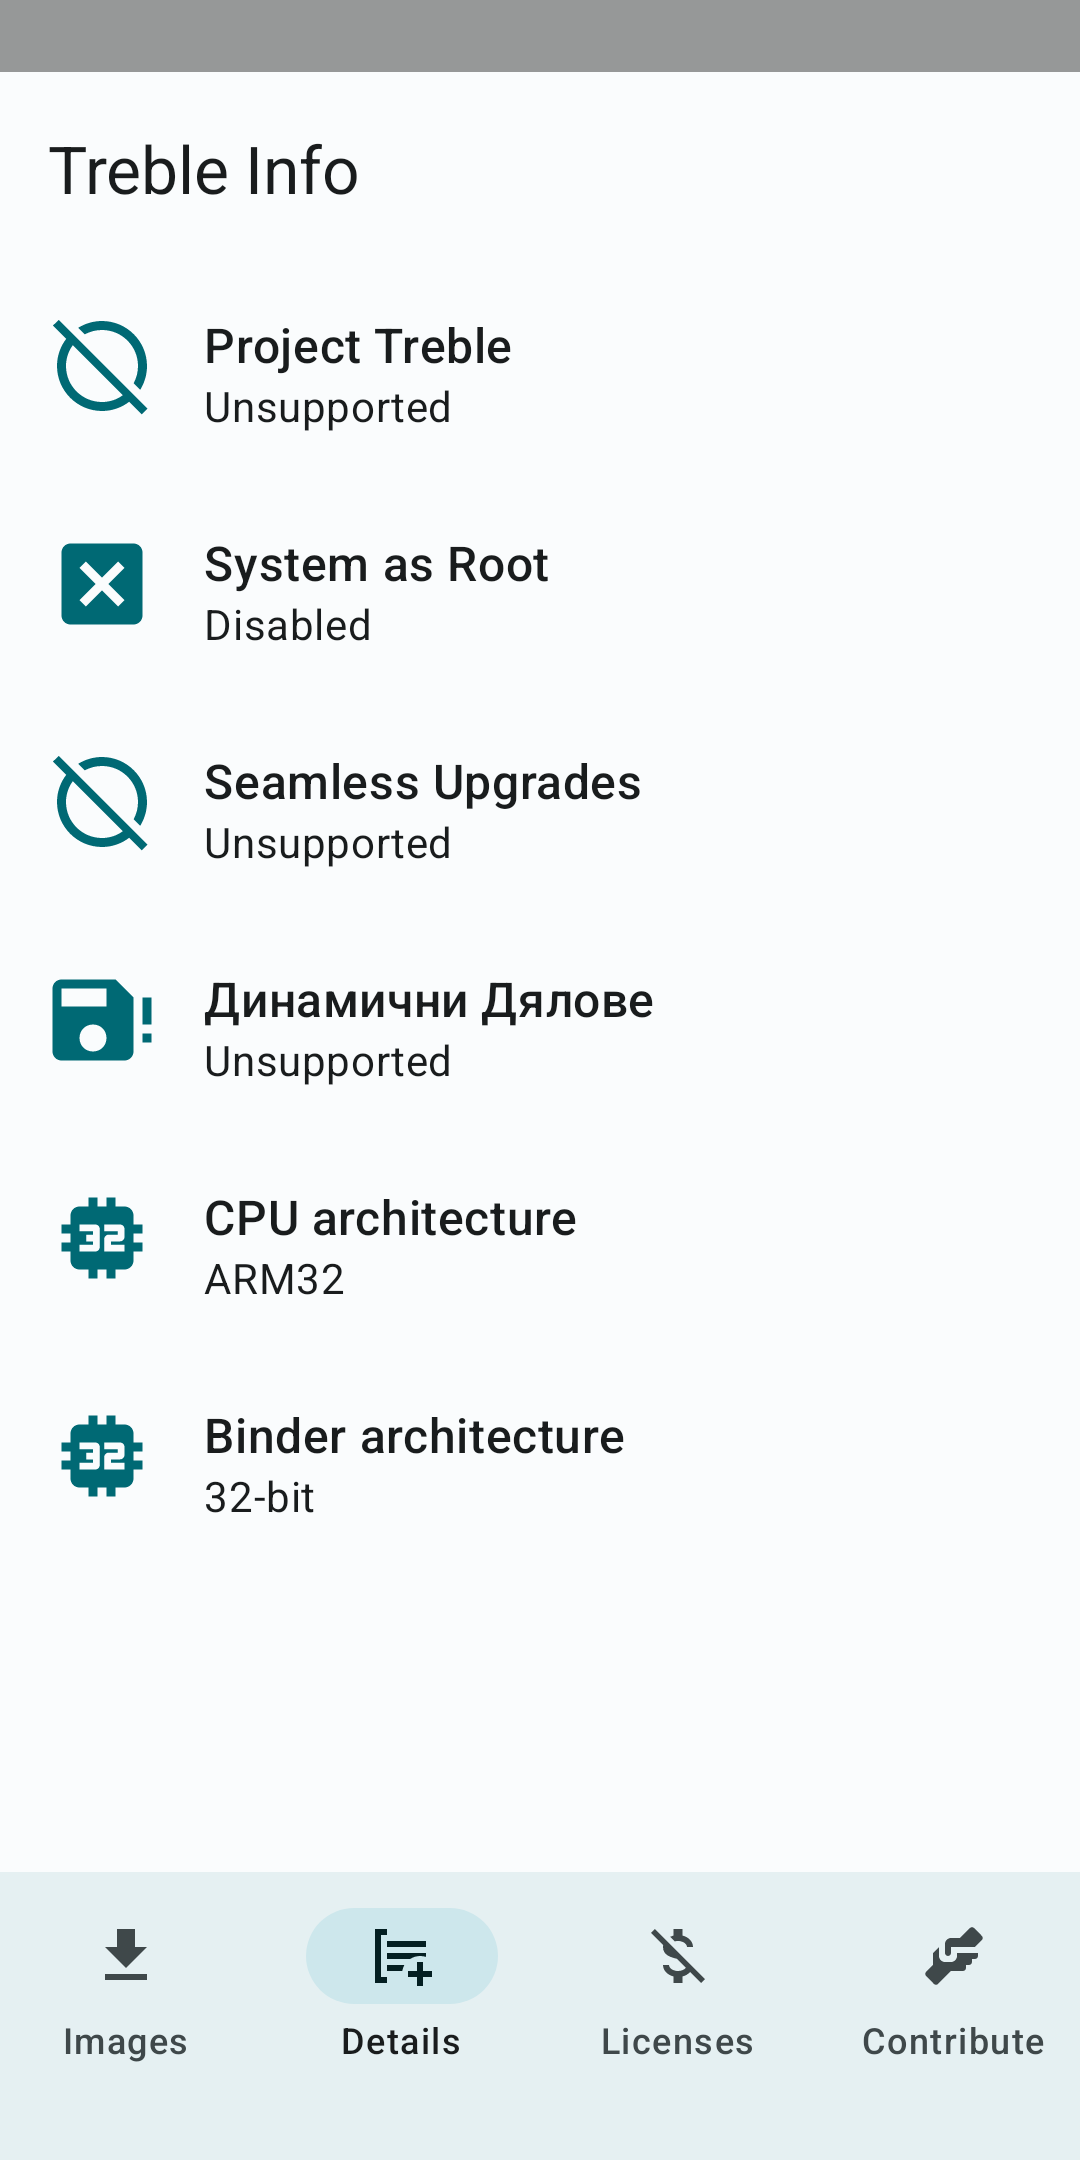 Treble Info
Project Treble
Unsupported
System as Root
Disabled
Seamless Upgrades
Unsupported
Динамични Дялове
Unsupported
32
CPU architecture
ARM32
32
Binder architecture
32-bit
Images
Details
Licenses
Contribute